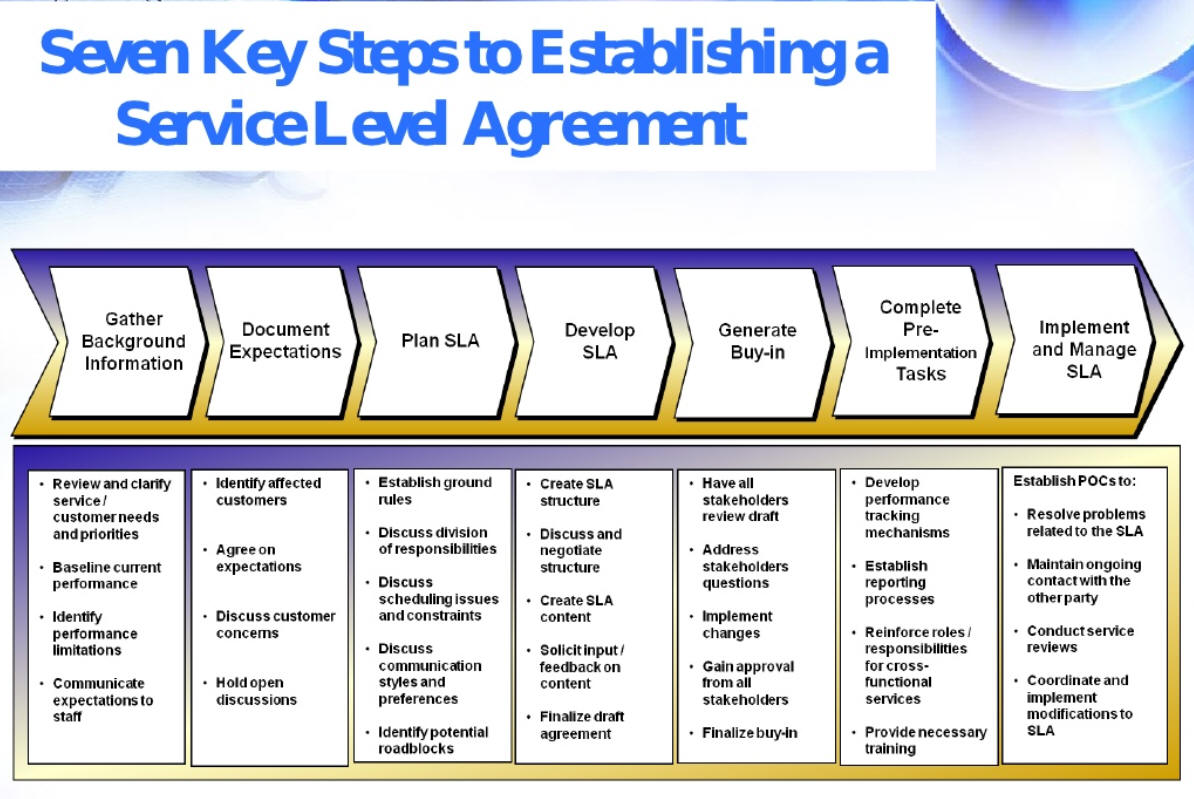 Seven Key Steps to Establishing a
Service Level Agreement
Gather
Background
Information
Document
Expectations
Plan SLA
Develop
SLA
Generate
Buy-in
Complete
Pre-
Implementation
Tasks
Implement
and Manage
SLA
• Review and clarify
service /
customer needs
and priorities
• Baseline current
performance
• Identify
performance
limitations
• Communicate
expectations to
staff
• Identify affected
customers
• Agree on
expectations
• Discuss customer
concerns
• Hold open
discussions
• Establish ground
rules
• Discuss division
of responsibilities
• Discuss
scheduling issues
and constraints
• Discuss
communication
styles and
preferences
• Identify potential
roadblocks
• Create SLA
structure
• Discuss and
negotiate
structure
• Create SLA
content
• Solicit input /
feedback on
content
• Finalize draft
agreement
• Have all
stakeholders
review draft
• Address
stakeholders
questions
• Implement
changes
• Gain approval
from all
stakeholders
• Finalize buy-in
• Develop
performance
tracking
mechanisms
• Establish
reporting
processes
• Reinforce roles /
responsibilities
for cross-
functional
services
• Provide necessary
training
Establish POCs to:
• Resolve problems
related to the SLA
• Maintain ongoing
contact with the
other party
• Conduct service
reviews
• Coordinate and
implement
modifications to
SLA